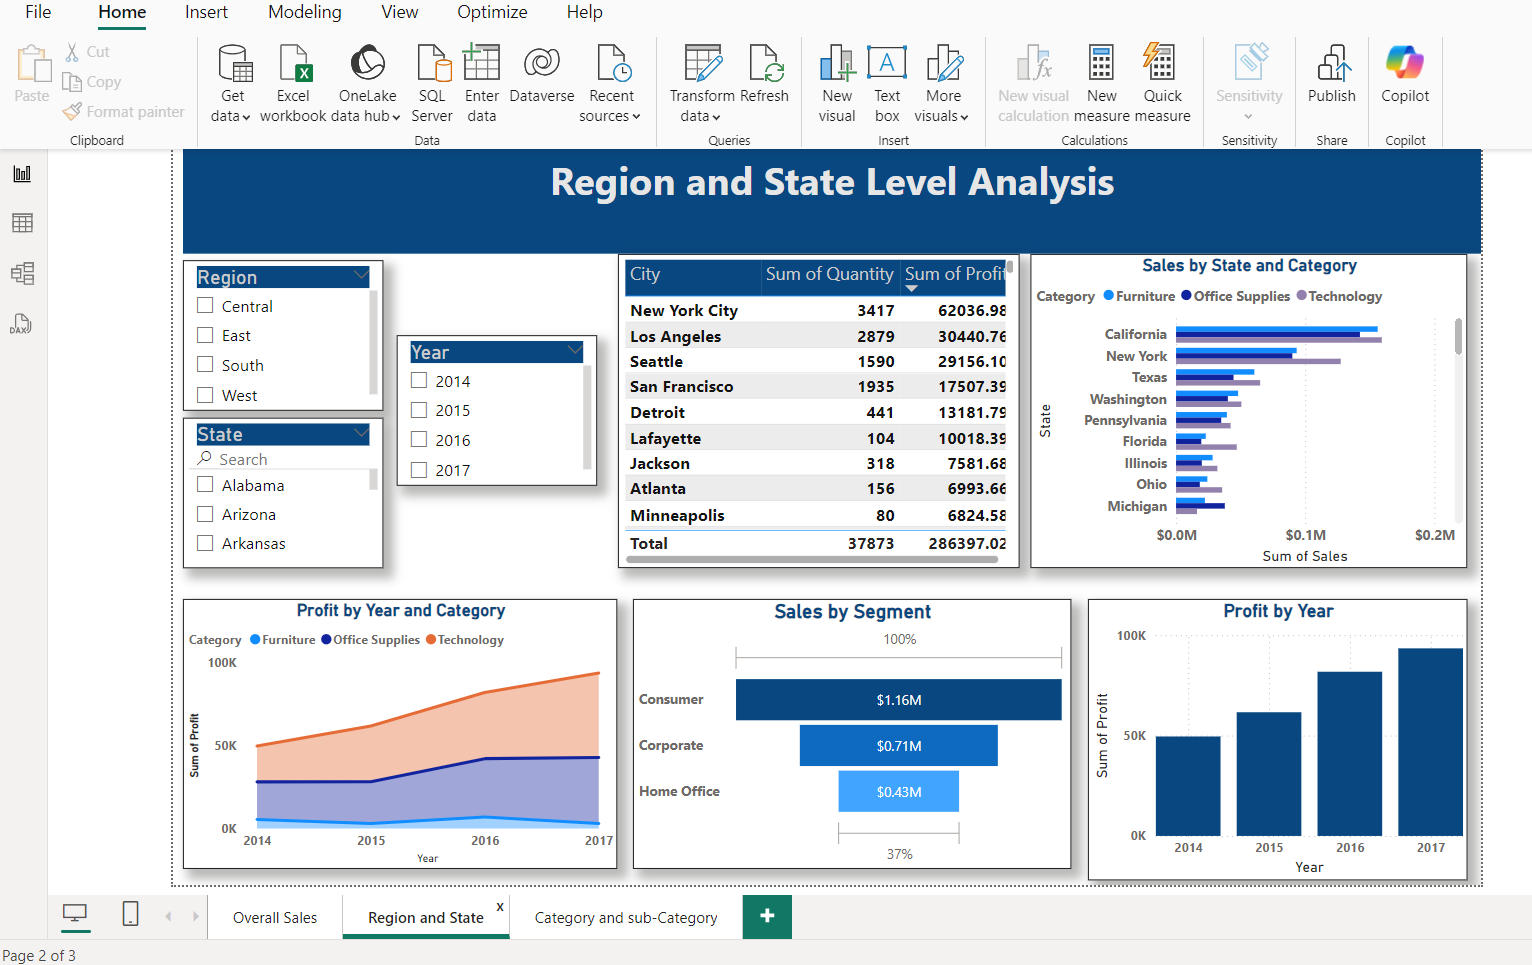 File Home Insert Modeling View Optimize Help
Paste
Cut
Copy
Format painter
Clipboard
Get data
Excel workbook
OneLake data hub
SQL Server
Enter data
Dataverse
Recent sources
Data
Transform data
Refresh
Queries
New visual
A
Text box
More visuals
Insert
New visual calculation
New measure
Quick measure
Calculations
Sensitivity
Sensitivity
Publish
Share
Copilot
Copilot
DAX
Region and State Level Analysis
Region
Central
East
South
West
State
Search
Alabama
Arizona
Arkansas
Year
2014
2015
2016
2017
City Sum of Quantity Sum of Profit
New York City 3417 62036.98
Los Angeles 2879 30440.76
Seattle 1590 29156.10
San Francisco 1935 17507.39
Detroit 441 13181.79
Lafayette 104 10018.39
Jackson 318 7581.68
Atlanta 156 6993.66
Minneapolis 80 6824.58
Total 37873 286397.02
Sales by State and Category
Category Furniture Office Supplies Technology
State
California
New York
Texas
Washington
Pennsylvania
Florida
Illinois
Ohio
Michigan
$0.0M $0.1M $0.2M
Sum of Sales
Profit by Year and Category
Category Furniture Office Supplies Technology
Sum of Profit
100K
50K
0K
2014 2015 2016 2017
Year
Sales by Segment
100%
Consumer $1.16M
Corporate $0.71M
Home Office $0.43M
37%
Profit by Year
Sum of Profit
100K
50K
0K
2014 2015 2016 2017
Year
Overall Sales Region and State x Category and sub-Category +
Page 2 of 3